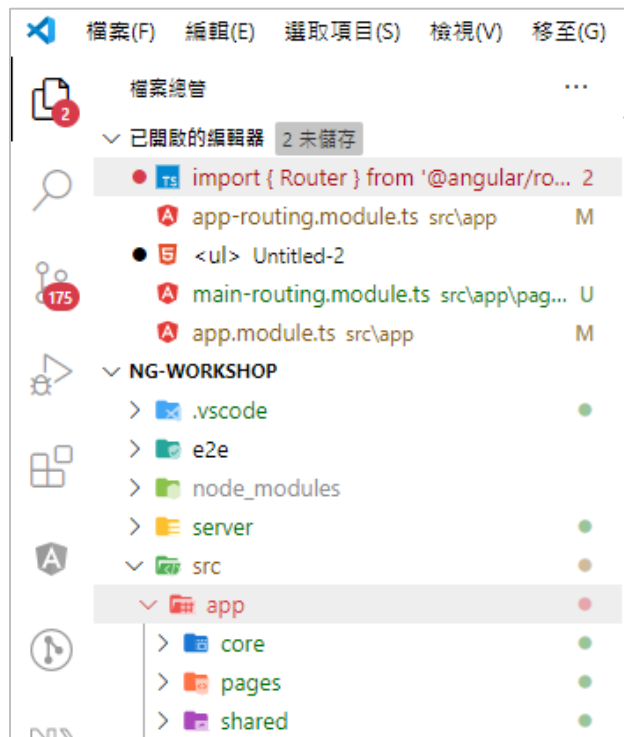 檔案(F) 編輯(E) 選取項目(S) 檢視(V) 移至(G)
檔案總管 ...
2
已開啟的編輯器 2 未儲存
TS import { Router } from '@angular/ro... 2
app-routing.module.ts src\app M
5 <ul> Untitled-2
175
main-routing.module.ts src\app\pag... U
app.module.ts src\app M
NG-WORKSHOP
.vscode
e2e
node_modules
server
src
app
core
pages
shared